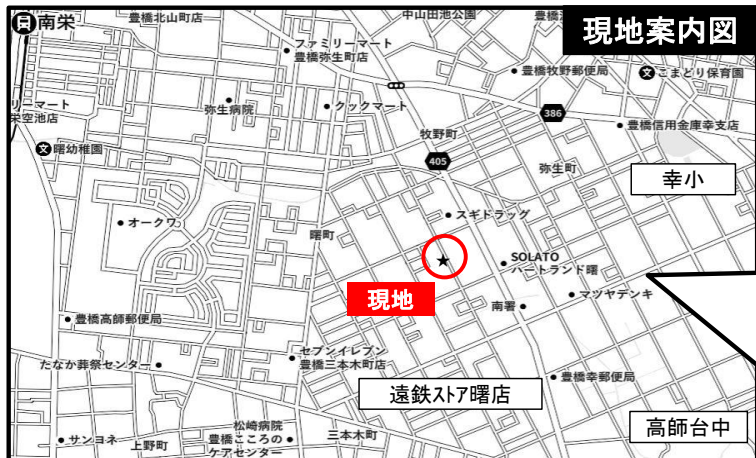 南栄
豊橋北山町店
中山田池公園
現地案内図
ファミリーマート
豊橋弥生町店
豊橋牧野郵便局
こまどり保育園
リーマート
栄空池店
弥生病院
クックマート
386
牧野町
豊橋信用金庫幸支店
曙幼稚園
405
弥生町
幸小
オークワ
曙町
スギドラッグ
SOLATO
ハートランド曙
現地
南署
マツヤデンキ
豊橋高師郵便局
セブンイレブン
豊橋三本木町店
たなか葬祭センター
遠鉄ストア曙店
豊橋幸郵便局
高師台中
サンヨネ
上野町
松崎病院
豊橋こころの
ケアセンター
三本木町